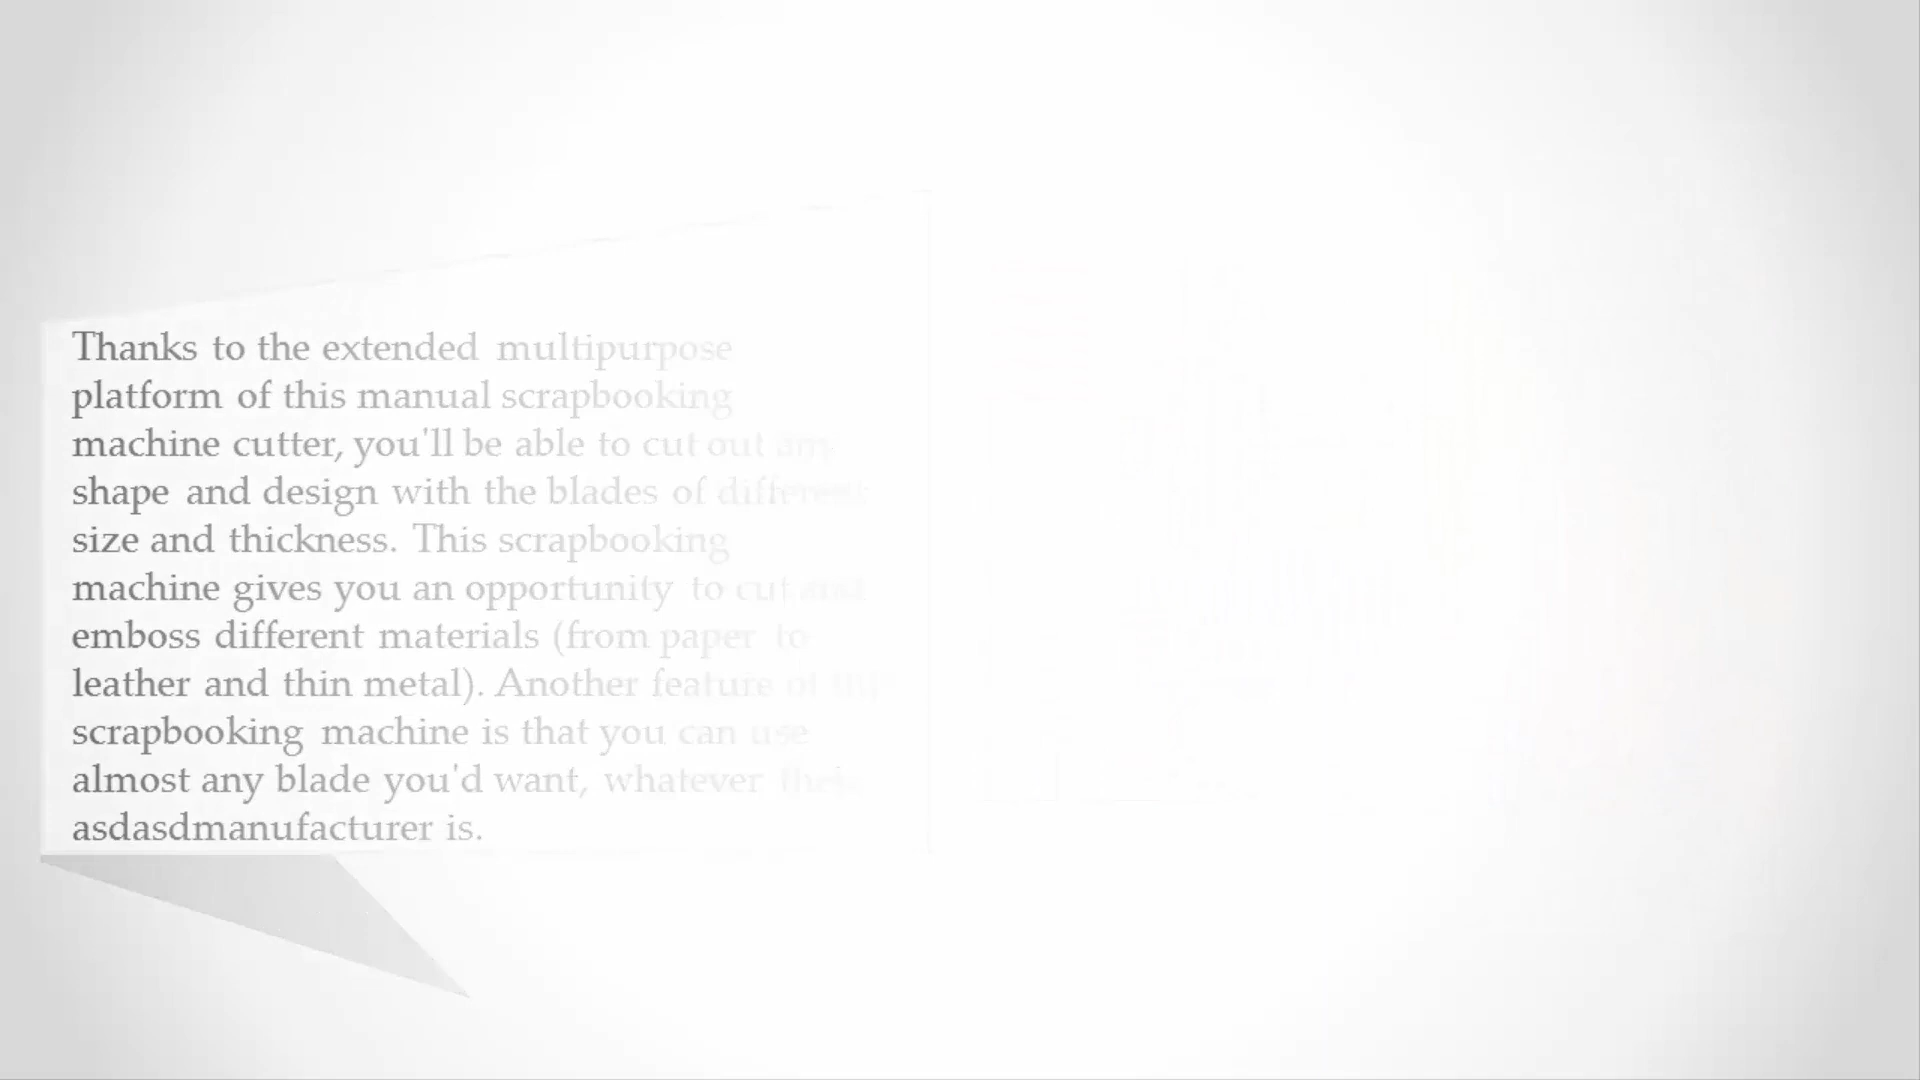 Thanks to the extended multipurpose
platform of this manual scrapbooking
machine cutter, you'll be able to cut out any
shape and design with the blades of different
size and thickness. This scrapbooking
machine gives you an opportunity to cut and
emboss different materials (from paper to
leather and thin metal). Another feature of
scrapbooking machine is that you can use
almost any blade you'd want, whatever
asdasdmanufacturer is.